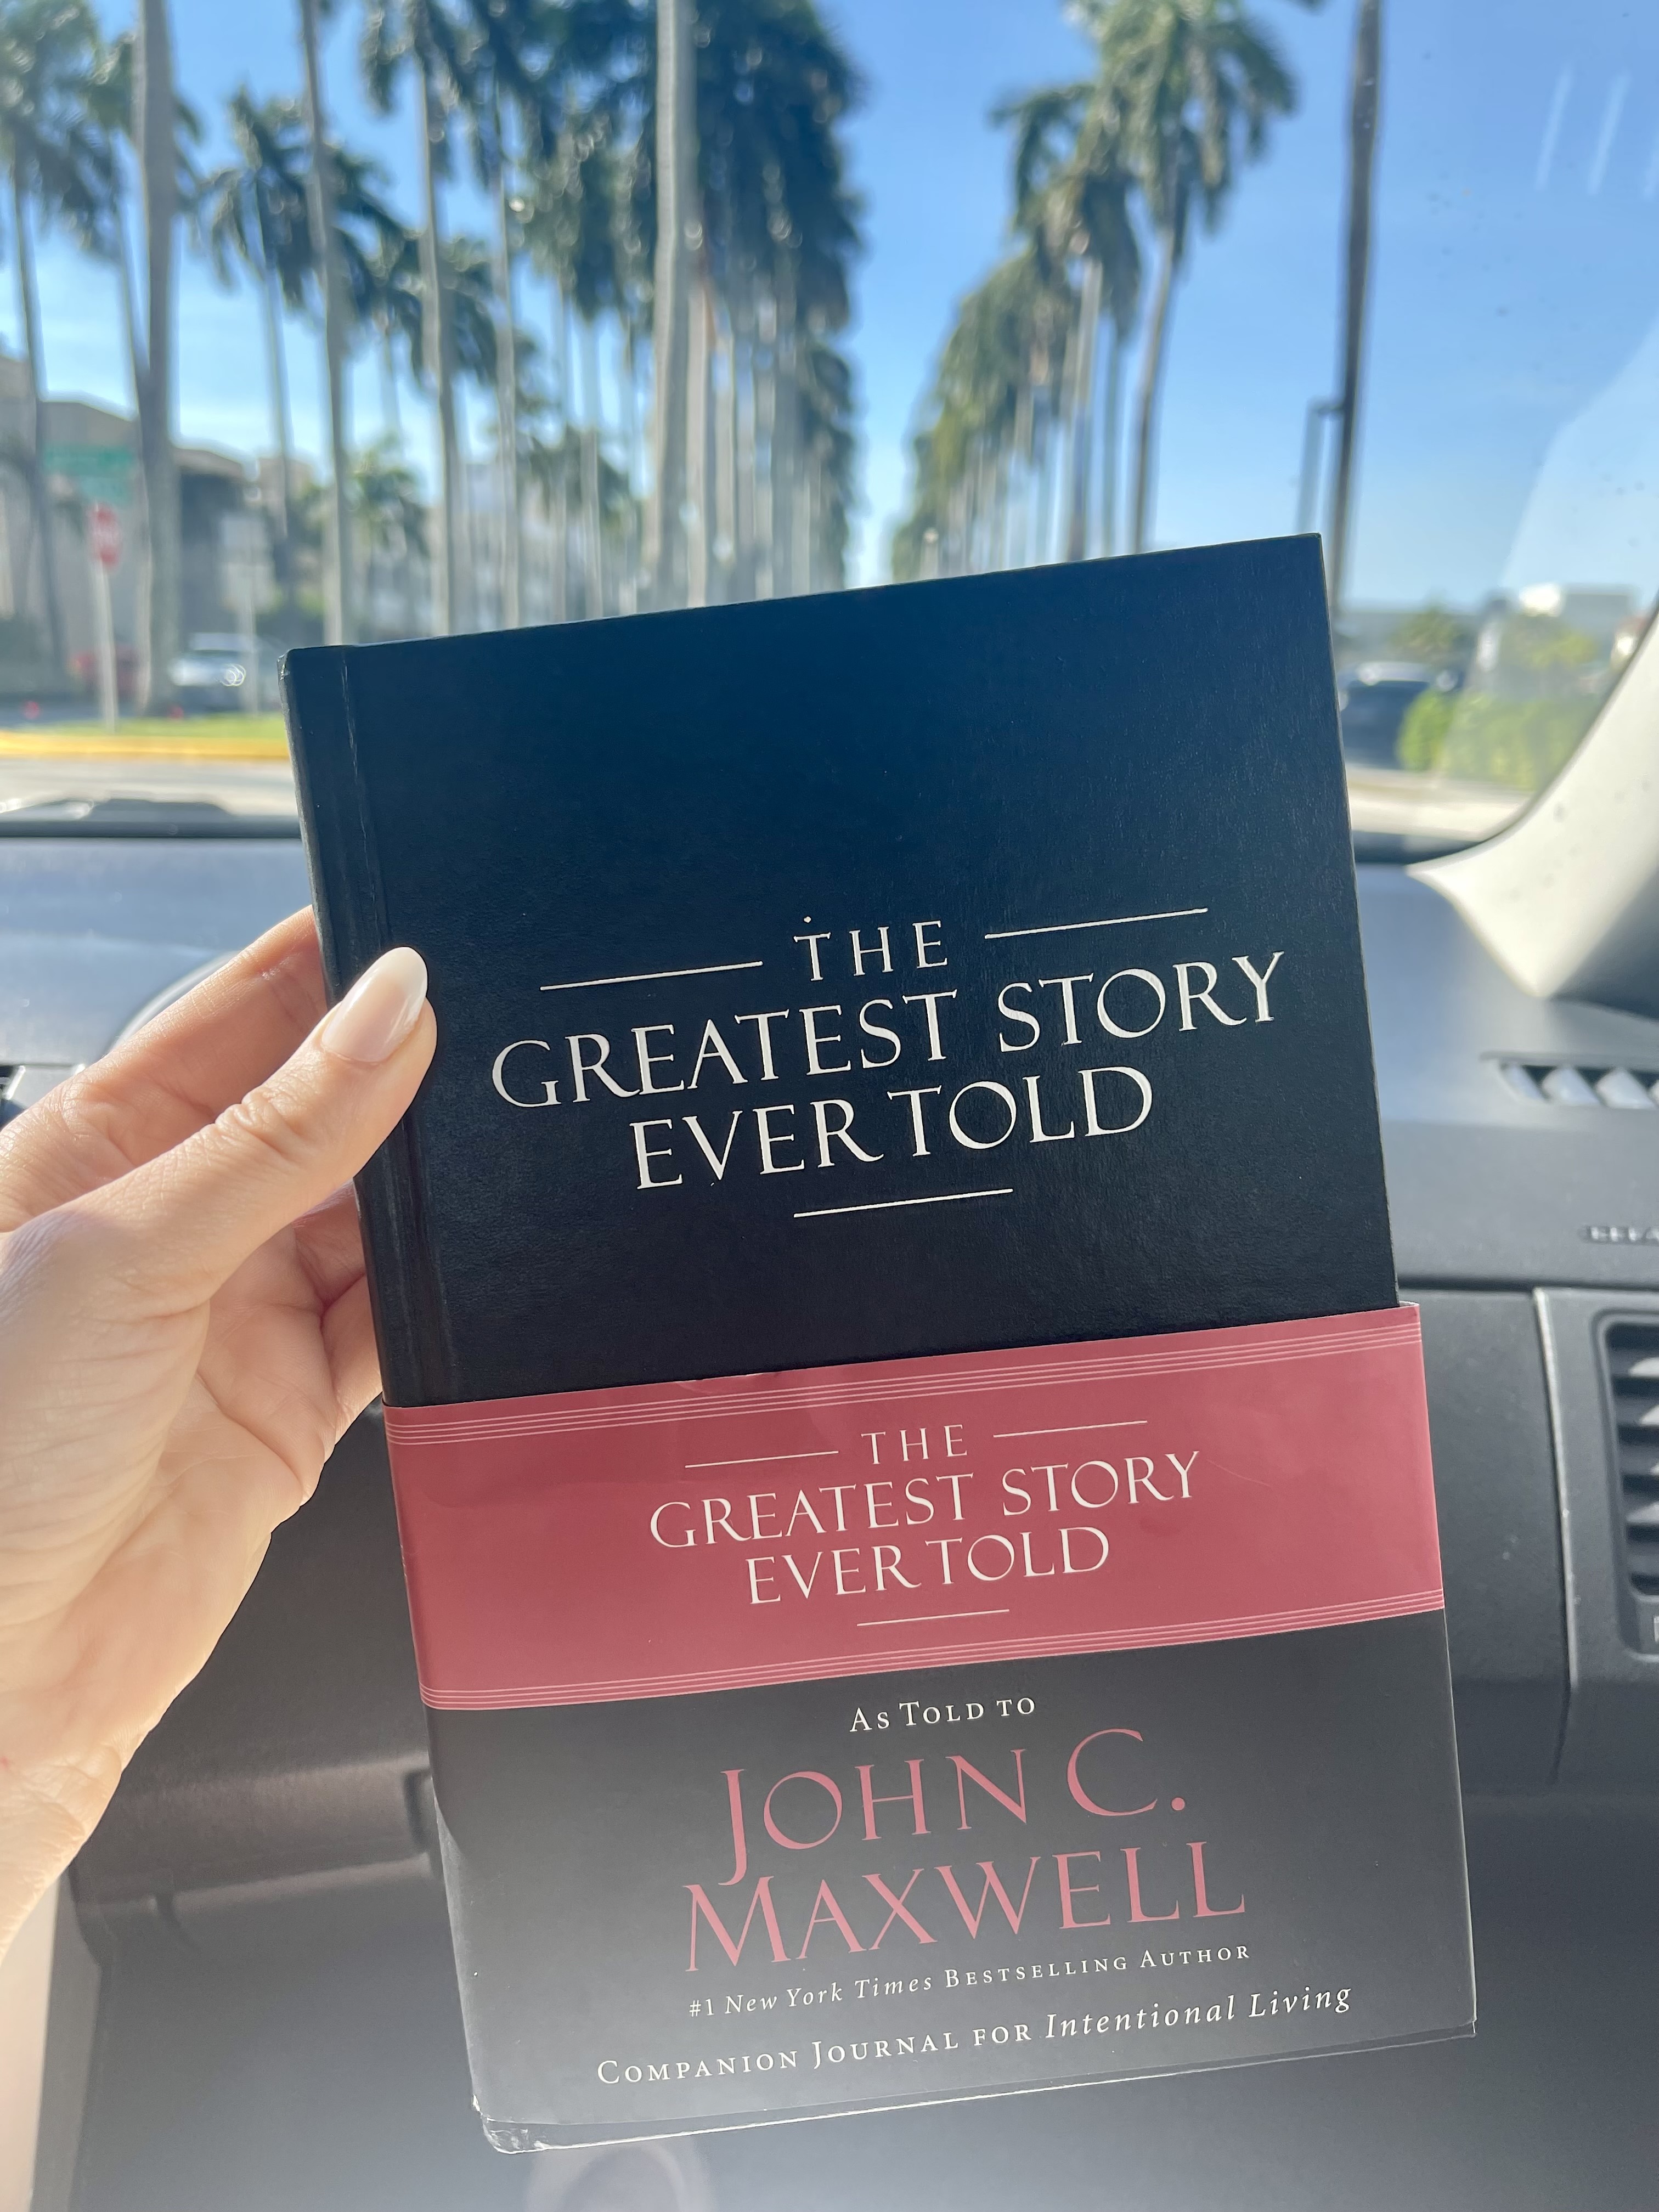 THE
GREATEST STORY
EVER TOLD
THE
GREATEST STORY
EVER TOLD
AS TOLD TO
JOHN C.
MAXWELL
#1 New York Times BESTSELLING AUTHOR
COMPANION JOURNAL FOR Intentional Living